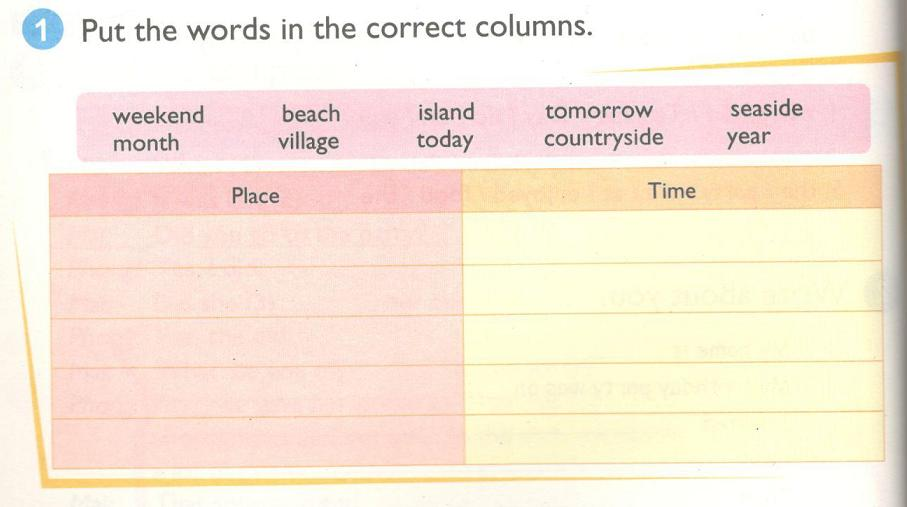 1 Put the words in the correct columns.
weekend beach island tomorrow seaside
month village today countryside year
Place Time